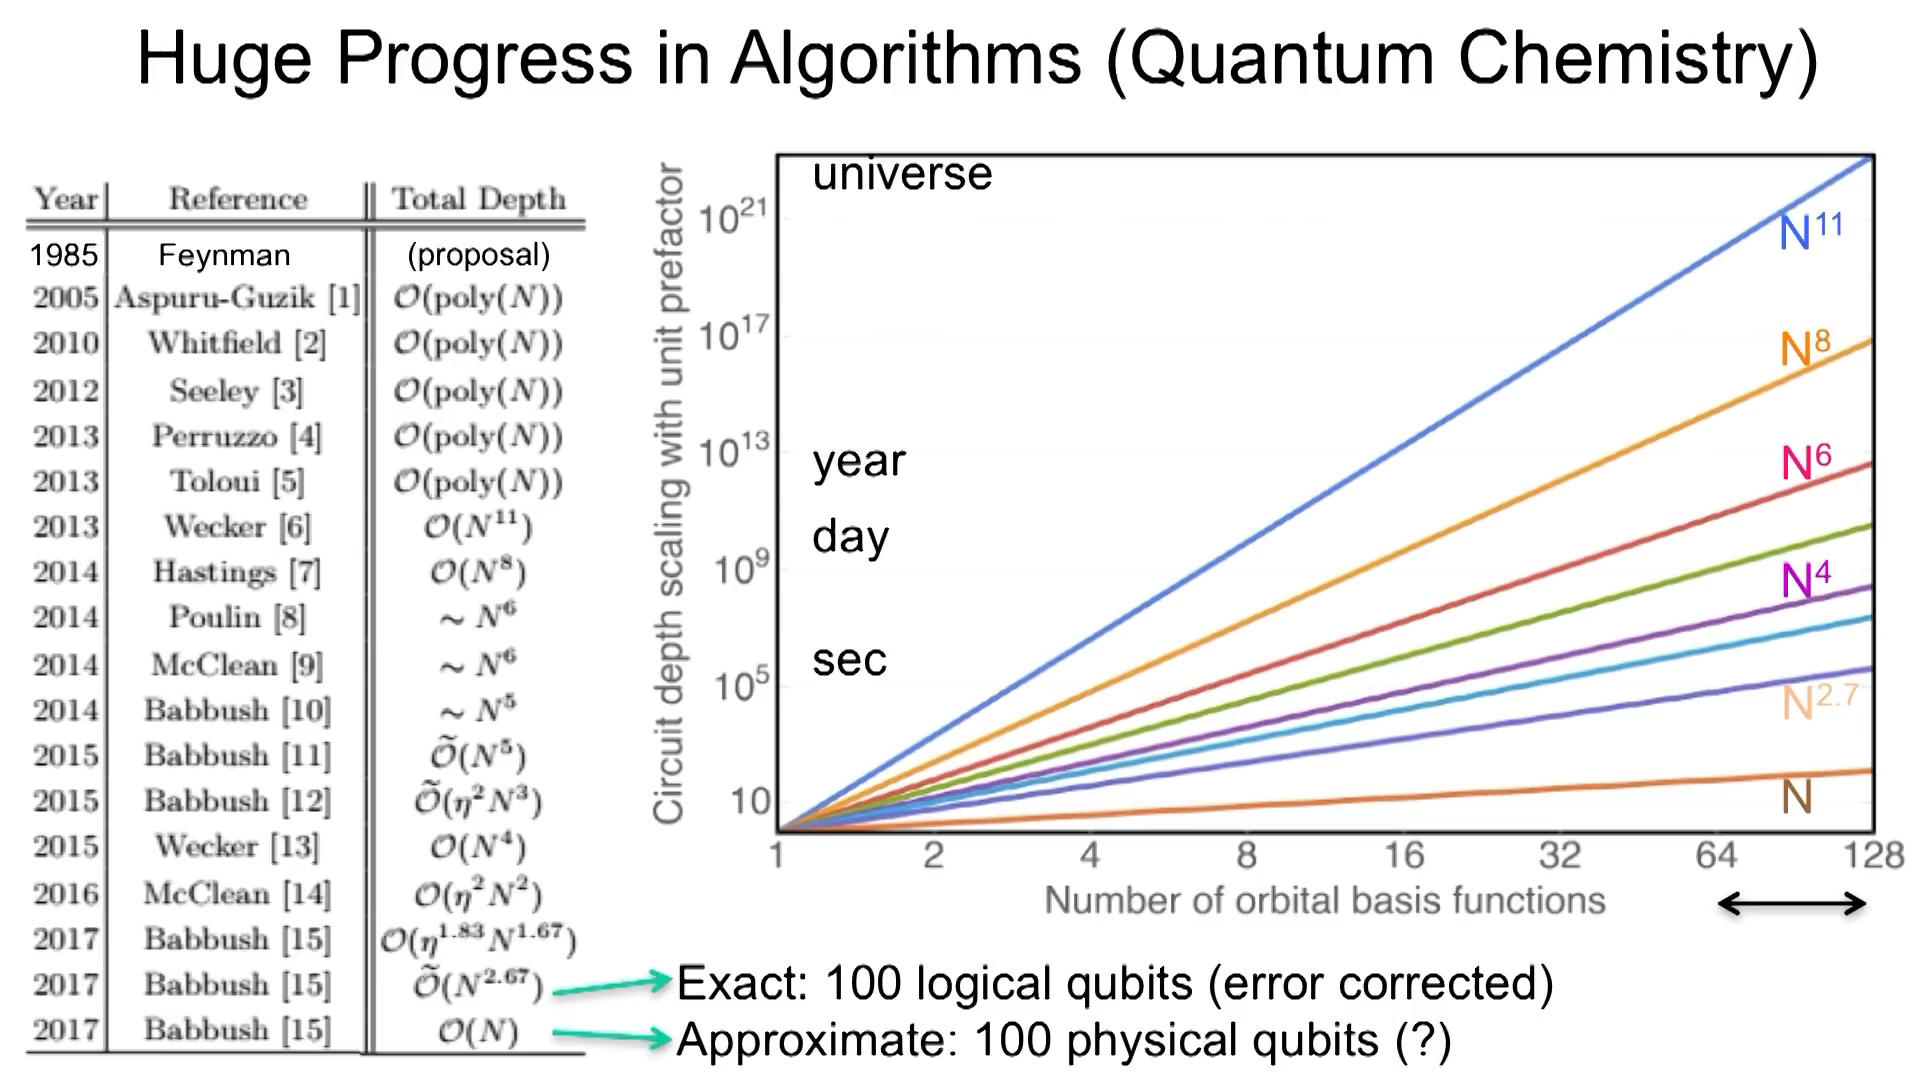 Huge Progress in Algorithms (Quantum Chemistry)
Year Reference Total Depth
1985 Feynman (proposal)
2005 Aspuru-Guzik [1] O(poly(N))
2010 Whitfield [2] O(poly(N))
2012 Seeley [3] O(poly(N))
2013 Perruzzo [4] O(poly(N))
2013 Toloui [5] O(poly(N))
2013 Wecker [6] O(N¹¹)
2014 Hastings [7] O(N⁸)
2014 Poulin [8] ~ N⁶
2014 McClean [9] ~ N⁶
2014 Babbush [10] ~ N⁵
2015 Babbush [11] Õ(N⁵)
2015 Babbush [12] Õ(η²N³)
2015 Wecker [13] O(N⁴)
2016 McClean [14] O(η²N²)
2017 Babbush [15] O(η^1.83 N^1.67)
2017 Babbush [15] Õ(N^2.67)
2017 Babbush [15] O(N)
Circuit depth scaling with unit prefactor
10²¹
10¹⁷
10¹³
10⁹
10⁵
10
universe
year
day
sec
N¹¹
N⁸
N⁶
N⁴
N^2.7
N
1 2 4 8 16 32 64 128
Number of orbital basis functions
Exact: 100 logical qubits (error corrected)
Approximate: 100 physical qubits (?)